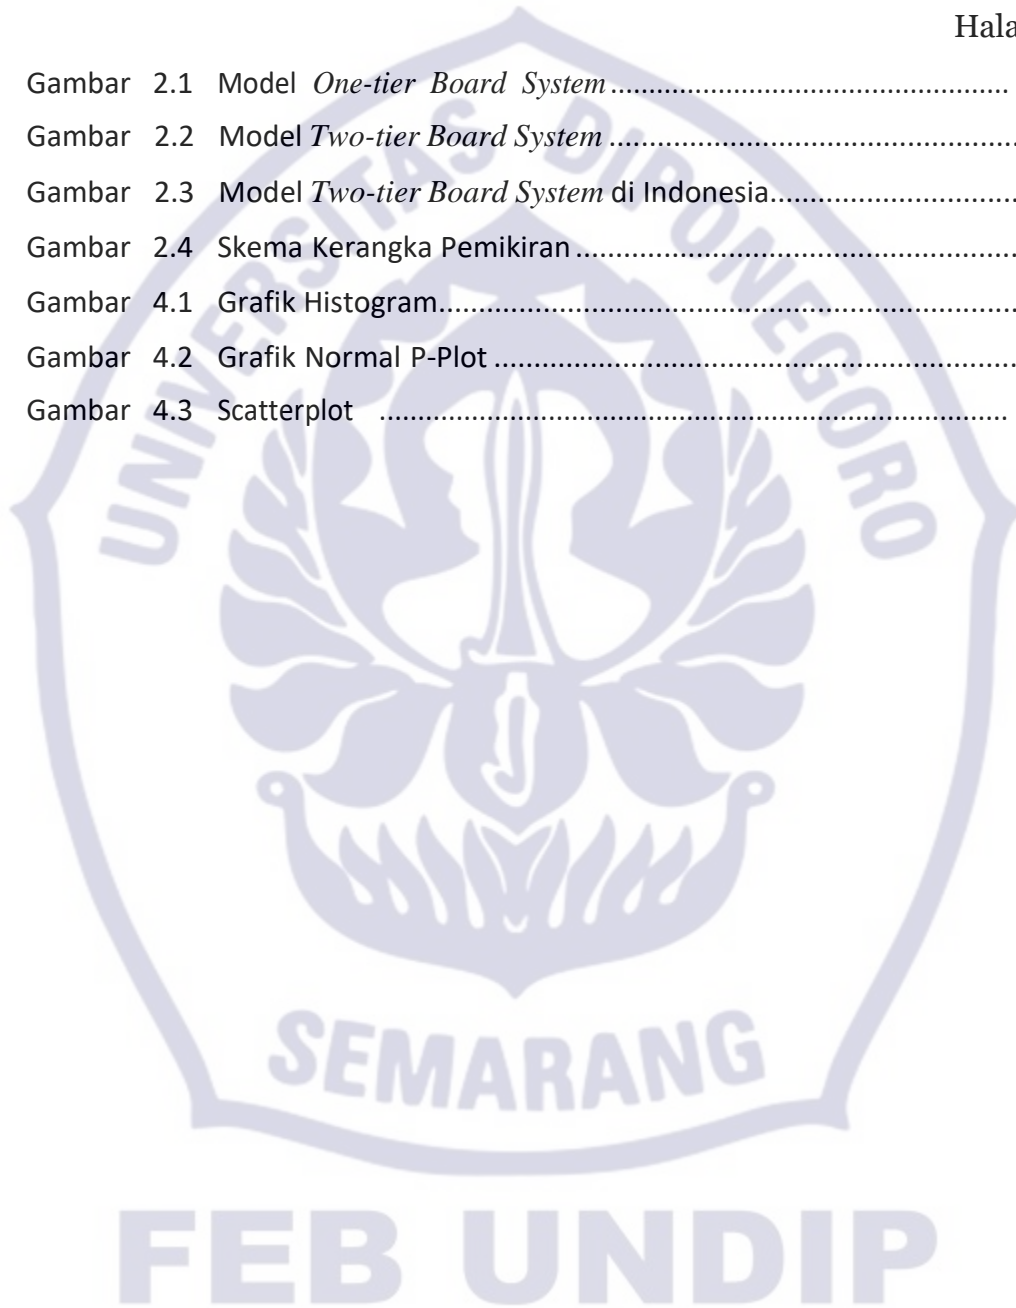 Hala
Gambar 2.1 Model One-tier Board System..........................................................
Gambar 2.2 Model Two-tier Board System..........................................................
Gambar 2.3 Model Two-tier Board System di Indonesia....................................
Gambar 2.4 Skema Kerangka Pemikiran................................................................
Gambar 4.1 Grafik Histogram...................................................................................
Gambar 4.2 Grafik Normal P-Plot............................................................................
Gambar 4.3 Scatterplot ...........................................................................................
UNIVERSITAS DIPONEGORO
SEMARANG
FEB UNDIP